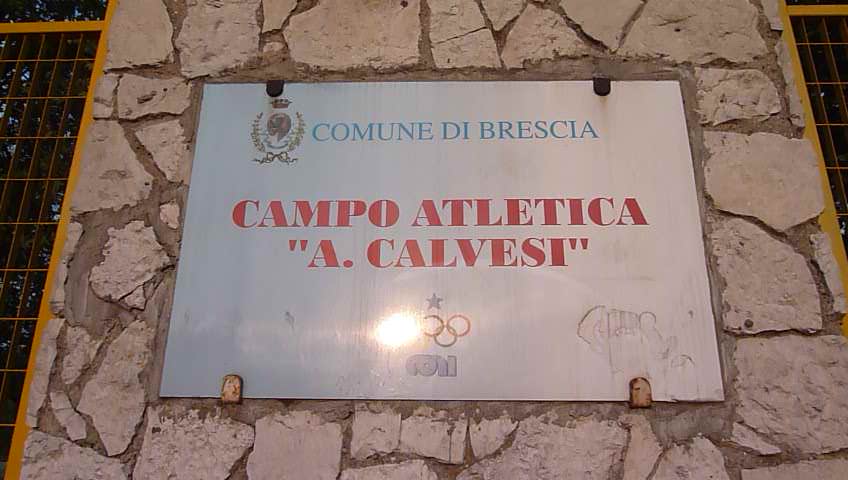 COMUNE DI BRESCIA
CAMPO ATLETICA
"A. CALVESI"
CONI